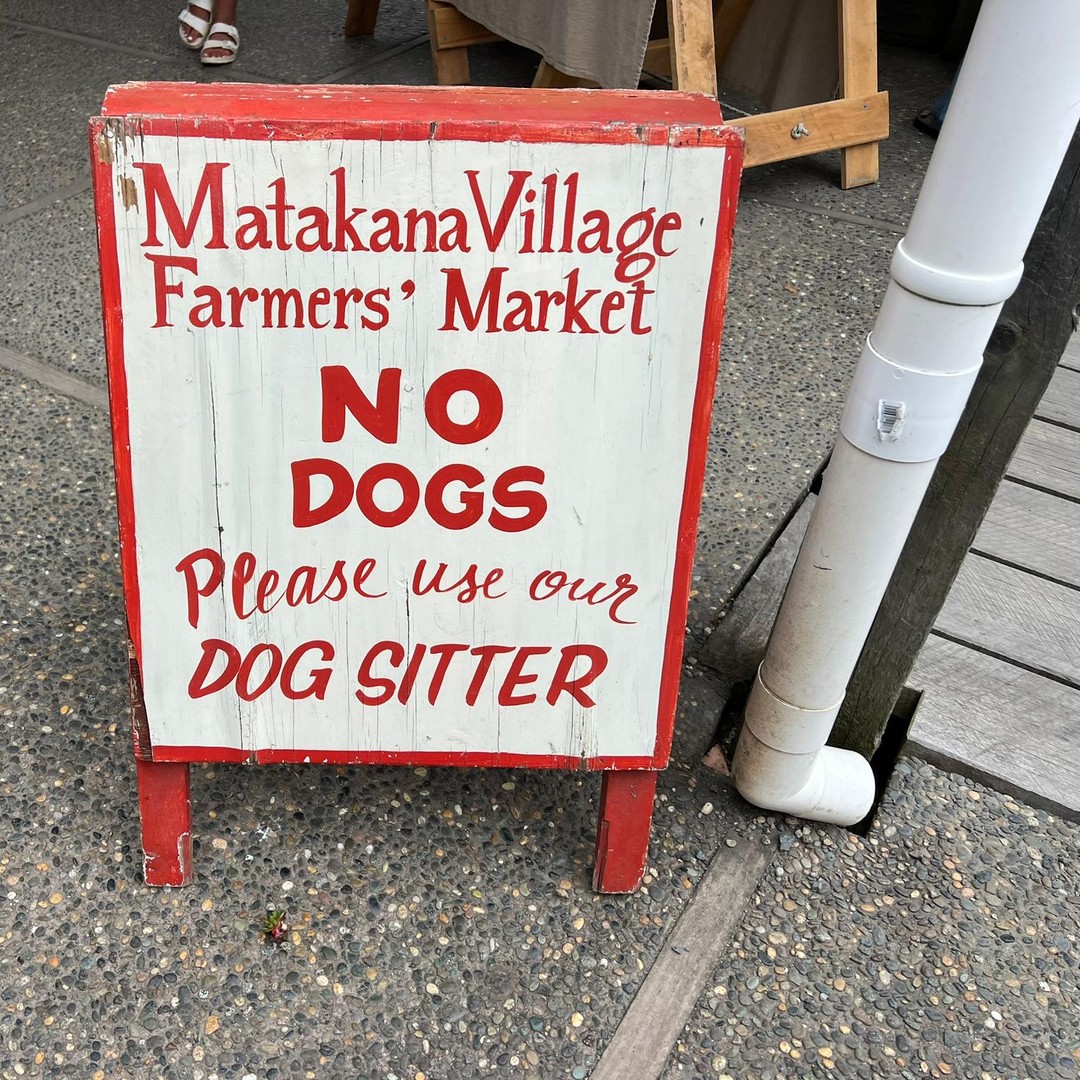 Matakana Village
Farmers' Market
NO
DOGS
Please use our
DOG SITTER